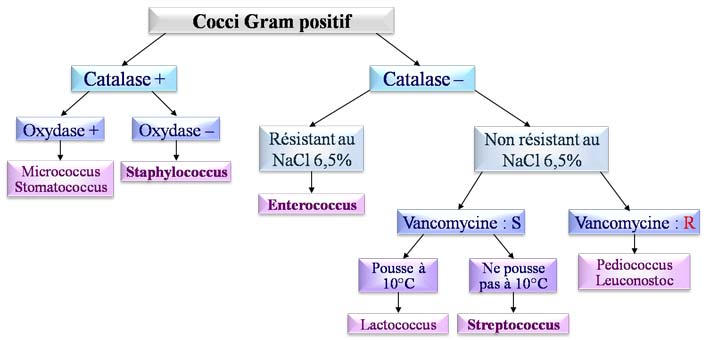 Cocci Gram positif
Catalase +
Catalase –
Oxydase +
Oxydase –
Résistant au
NaCl 6,5%
Non résistant au
NaCl 6,5%
Micrococcus
Stomatococcus
Staphylococcus
Enterococcus
Vancomycine : S
Vancomycine : R
Pousse à
10°C
Ne pousse
pas à 10°C
Pediococcus
Leuconostoc
Lactococcus
Streptococcus